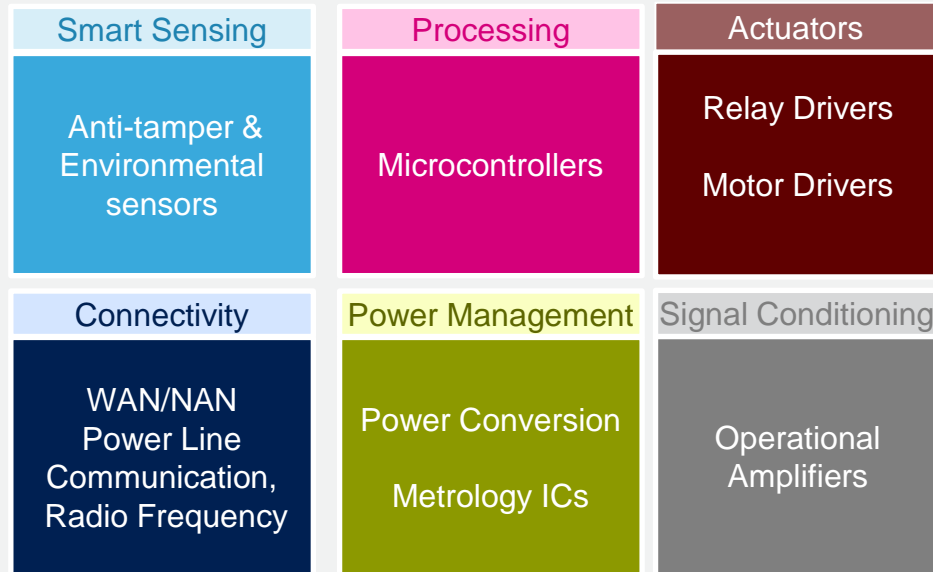 Smart Sensing
Anti-tamper &
Environmental
sensors
Processing
Microcontrollers
Actuators
Relay Drivers
Motor Drivers
Connectivity
WAN/NAN
Power Line
Communication,
Radio Frequency
Power Management
Power Conversion
Metrology ICs
Signal Conditioning
Operational
Amplifiers